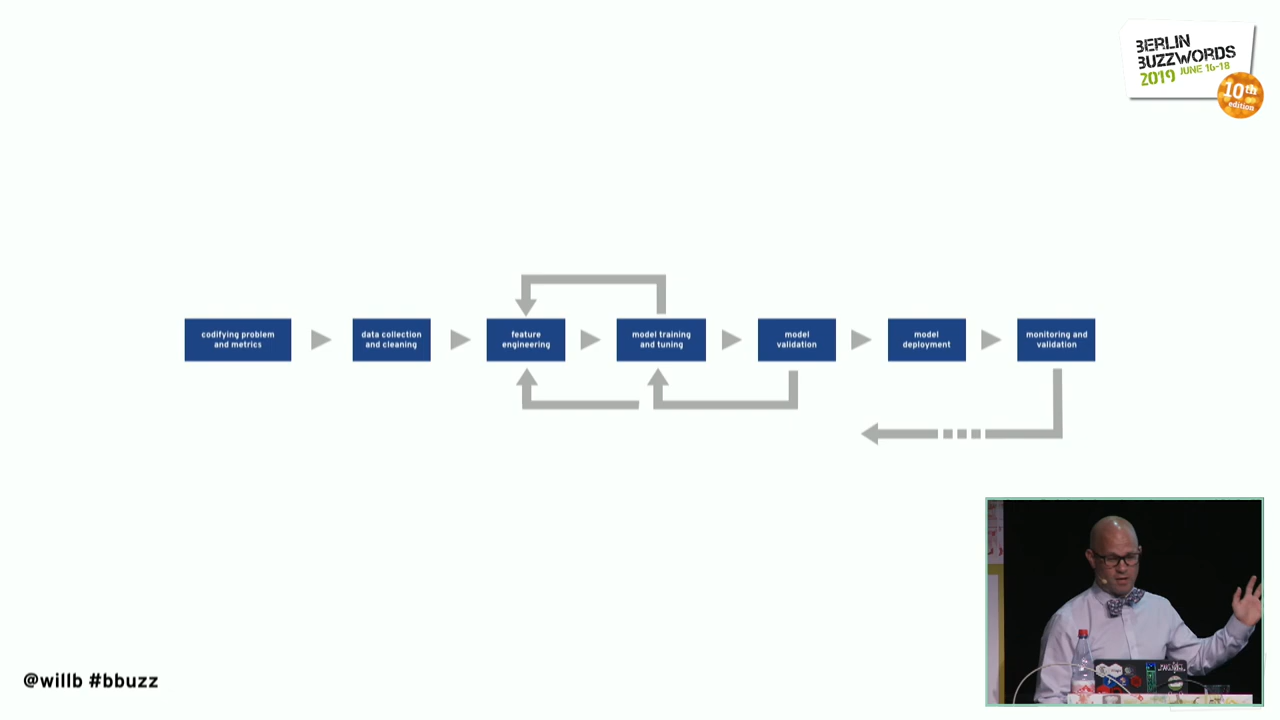 BERLIN
BUZZWORDS
2019 JUNE 16-18
10th
edition
codifying problem
and metrics
data collection
and cleaning
feature
engineering
model training
and tuning
model
validation
model
deployment
monitoring and
validation
@willb #bbuzz